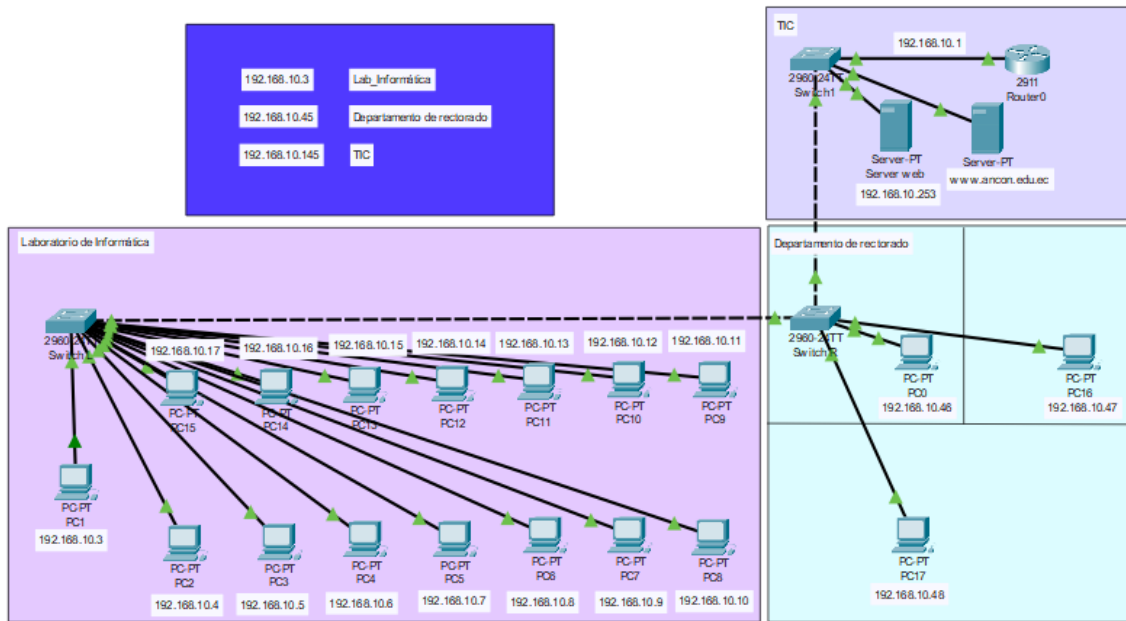 192.168.10.3 Lab_Informática
192.168.10.45 Departamento de rectorado
192.168.10.145 TIC
TIC
192.168.10.1
2960-24TT
Switch1
2911
Router0
Server-PT
Server web
192.168.10.253
Server-PT
www.ancon.edu.ec
Laboratorio de Informática
2960-24TT
192.168.10.17
192.168.10.16
192.168.10.15
192.168.10.14
192.168.10.13
192.168.10.12
192.168.10.11
PC-PT
PC15
PC-PT
PC14
PC-PT
PC13
PC-PT
PC12
PC-PT
PC11
PC-PT
PC10
PC-PT
PC9
PC-PT
PC1
192.168.10.3
PC-PT
PC2
192.168.10.4
PC-PT
PC3
192.168.10.5
PC-PT
PC4
192.168.10.6
PC-PT
PC5
192.168.10.7
PC-PT
PC6
192.168.10.8
PC-PT
PC7
192.168.10.9
PC-PT
PC8
192.168.10.10
Departamento de rectorado
2960-24TT
PC-PT
PC0
192.168.10.46
PC-PT
PC16
192.168.10.47
PC-PT
PC17
192.168.10.48